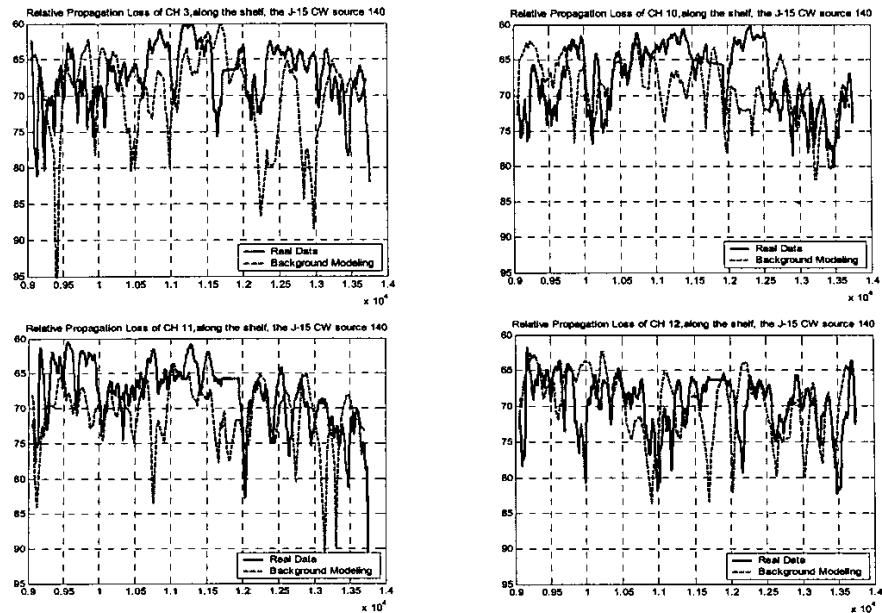 Relative Propagation Loss of CH 3,along the shelf, the J-15 CW source 140
60
65
70
75
80
85
90
95
Real Data
Background Modeling
0.9 0.95 1 1.05 1.1 1.15 1.2 1.25 1.3 1.35 1.4
x 10^4
Relative Propagation Loss of CH 10,along the shelf, the J-15 CW source 140
60
65
70
75
80
85
90
95
Real Data
Background Modeling
0.9 0.95 1 1.05 1.1 1.15 1.2 1.25 1.3 1.35 1.4
x 10^4
Relative Propagation Loss of CH 11,along the shelf, the J-15 CW source 140
60
65
70
75
80
85
90
95
Real Data
Background Modeling
0.9 0.95 1 1.05 1.1 1.15 1.2 1.25 1.3 1.35 1.4
x 10^4
Relative Propagation Loss of CH 12,along the shelf, the J-15 CW source 140
60
65
70
75
80
85
90
95
Real Data
Background Modeling
0.9 0.95 1 1.05 1.1 1.15 1.2 1.25 1.3 1.35 1.4
x 10^4